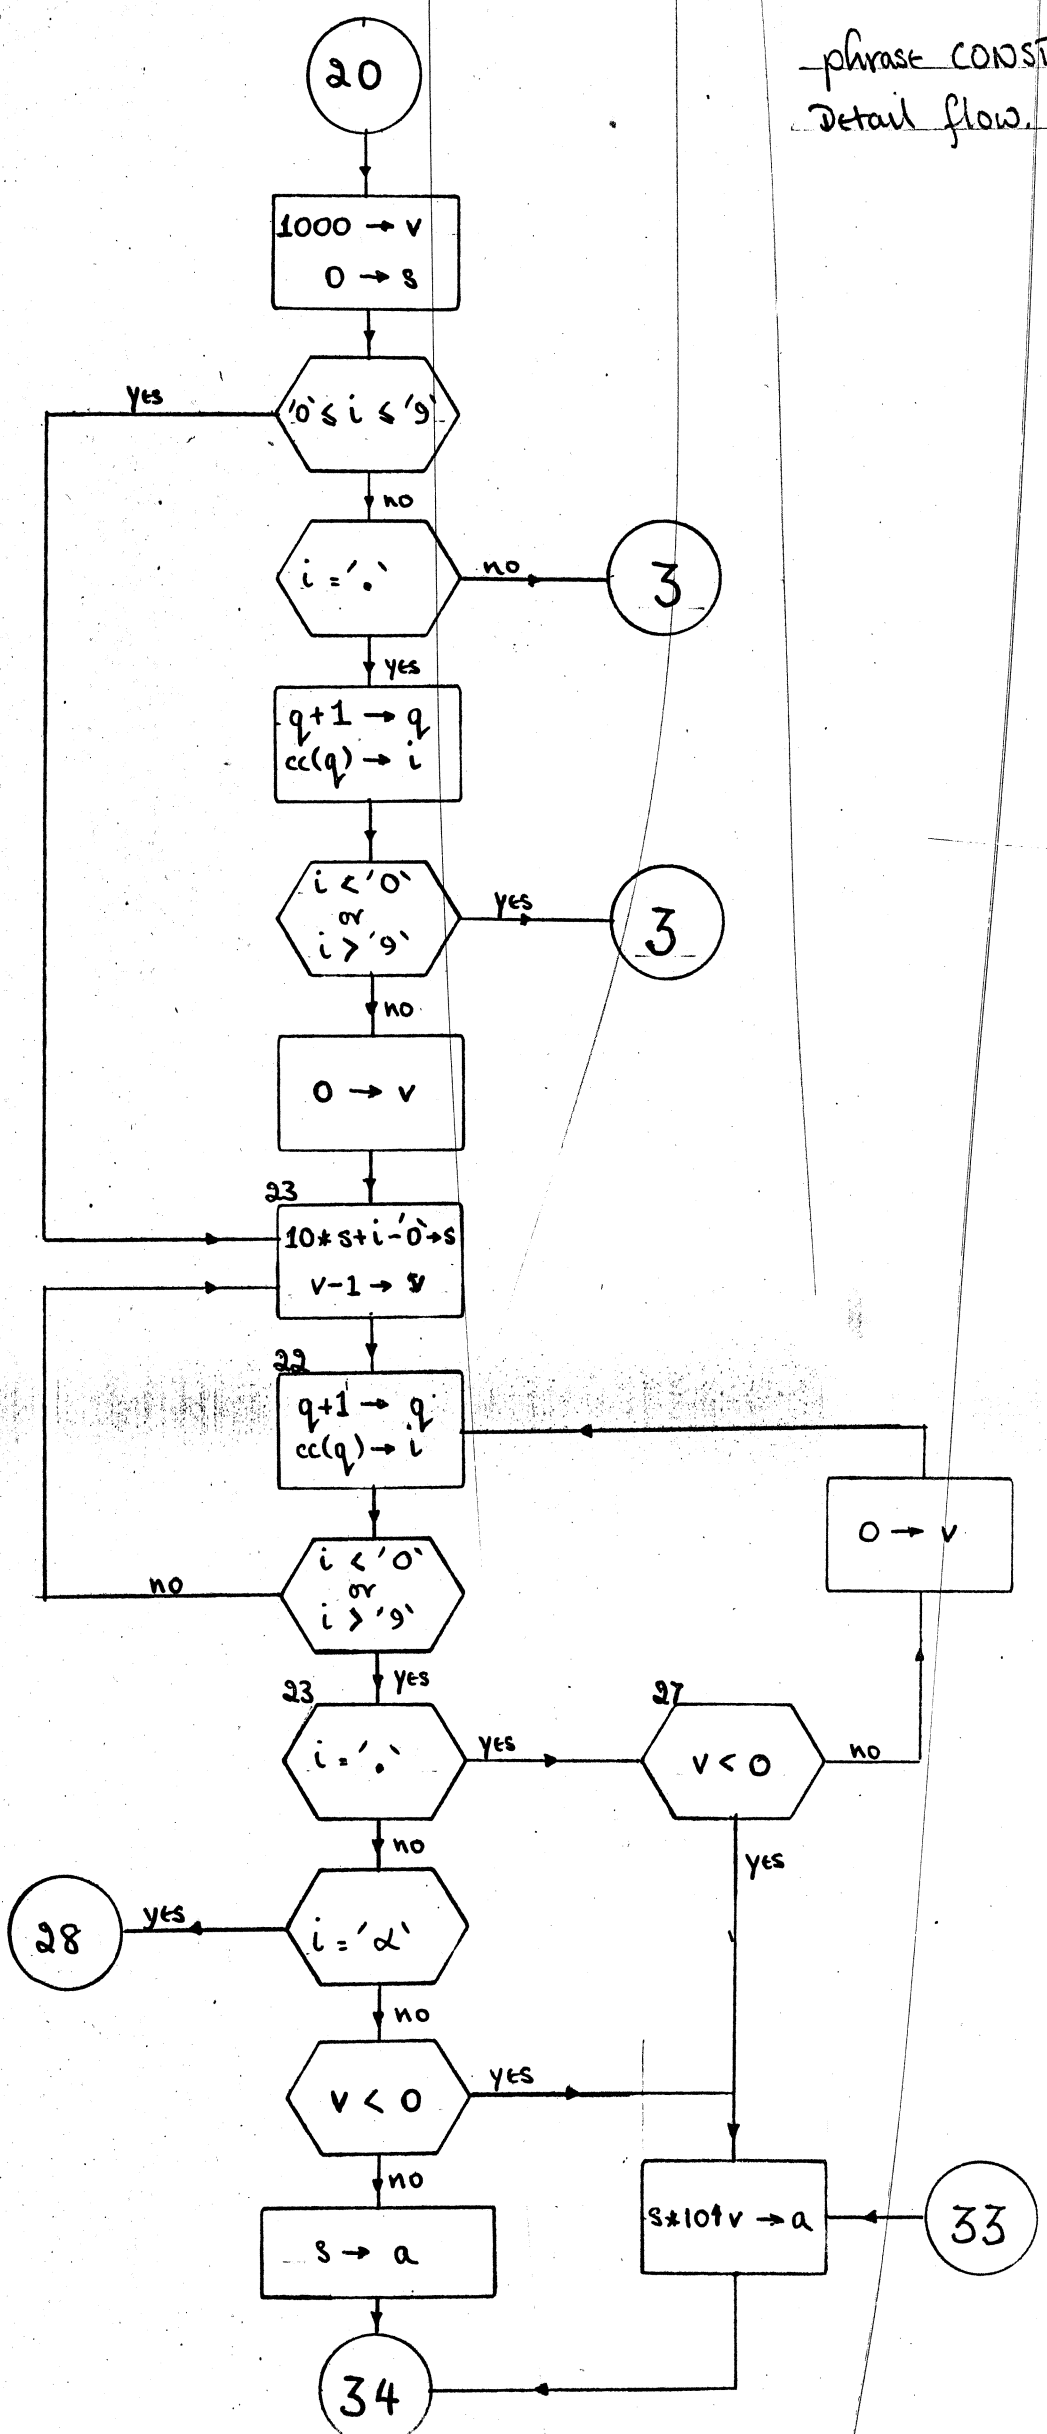 phrase CONST
Detail flow.
20
1000 → v
0 → s
'0' ≤ i ≤ '9'
yes
no
i = '.'
no
3
yes
q+1 → q
cc(q) → i
i < '0'
or
i > '9'
yes
3
no
0 → v
23
10*s+i-'0'→s
v-1 → v
22
q+1 → q
cc(q) → i
0 → v
i < '0'
or
i > '9'
no
yes
23
i = '.'
yes
27
v < 0
no
no
yes
i = 'α'
yes
28
no
v < 0
yes
no
s*10↑v → a
33
s → a
34